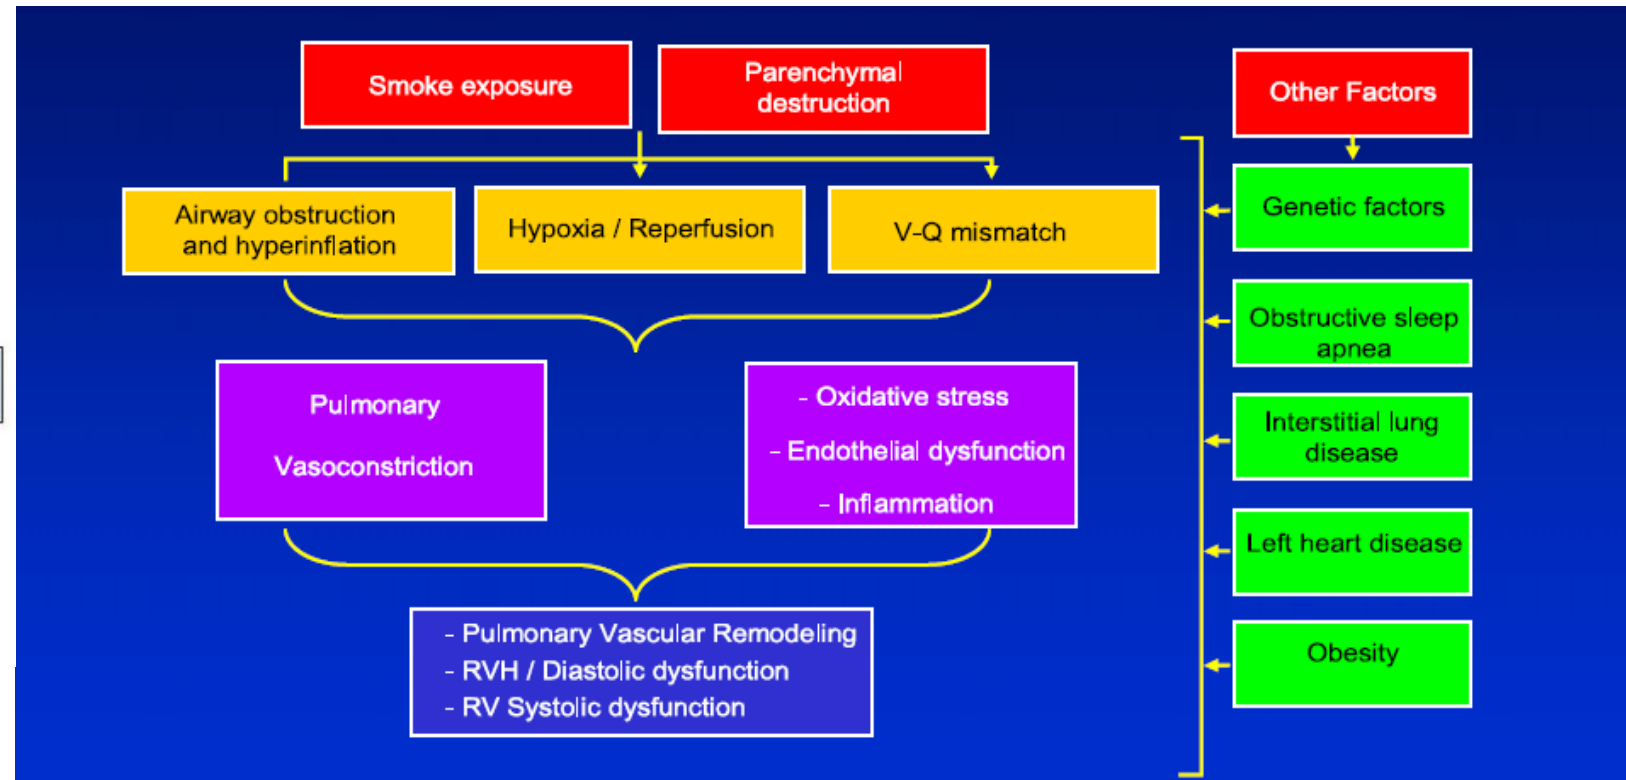 Smoke exposure
Parenchymal
destruction
Other Factors
Airway obstruction
and hyperinflation
Hypoxia / Reperfusion
V-Q mismatch
Genetic factors
Obstructive sleep
apnea
Pulmonary
Vasoconstriction
- Oxidative stress
- Endothelial dysfunction
- Inflammation
Interstitial lung
disease
Left heart disease
- Pulmonary Vascular Remodeling
- RVH / Diastolic dysfunction
- RV Systolic dysfunction
Obesity